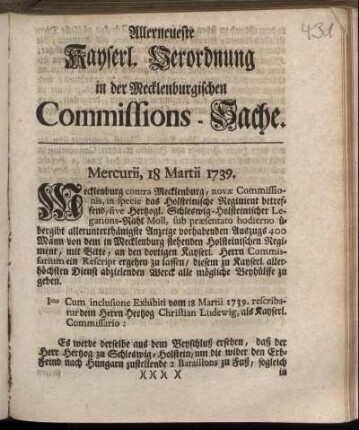 431
Allerneueste
Kayserl. Verordnung
in der Mecklenburgischen
Commissions-Sache.
Mercurii, 18 Martii 1739.
Mecklenburg contra Mecklenburg, novæ Commissio-
nis, in specie das Holsteinische Regiment betref-
fend, sive Hertzogl. Schleswig-Holsteinischer Le-
gations-Raht Moll, sub præsentato hodierno ü-
bergibt allerunterthänigste Anzeige vorhabenden Auszugs 400
Mann von dem in Mecklenburg stehenden Holsteinischen Regi-
ment, mit Bitte, an den dortigen Kayserl. Herrn Commis-
sarium ein Rescript ergehen zu lassen, diesem zu Kayserl. aller-
höchsten Dienst abzielenden Werck alle mögliche Beyhülffe zu
geben.
Imo Cum inclusione Exhibiti vom 18 Martii 1739. rescriba-
tur dem Herrn Hertzog Christian Ludewig, als Kayserl.
Commissario:
Es werde derselbe aus dem Beyschluß ersehen, daß der
Herr Hertzog zu Schleswig-Holstein, um die wider den Erb-
Feind nach Hungarn zustellende 2 Bataillons zu Fuß, sogleich
X X X X in